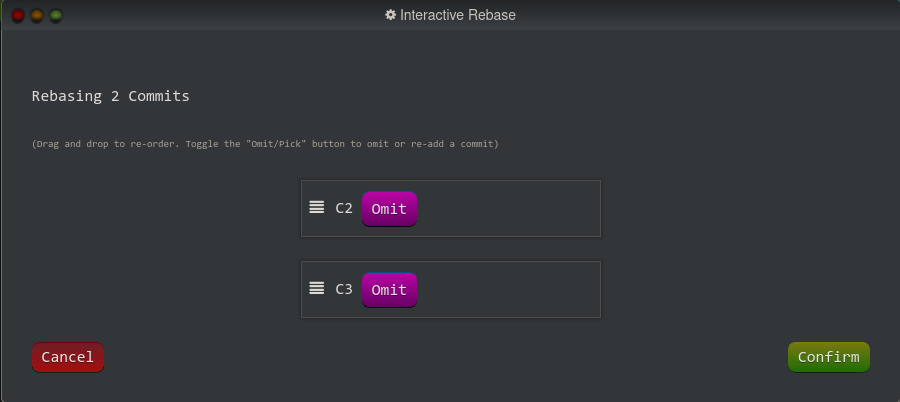 Interactive Rebase
Rebasing 2 Commits
(Drag and drop to re-order. Toggle the "Omit/Pick" button to omit or re-add a commit)
C2 Omit
C3 Omit
Cancel Confirm